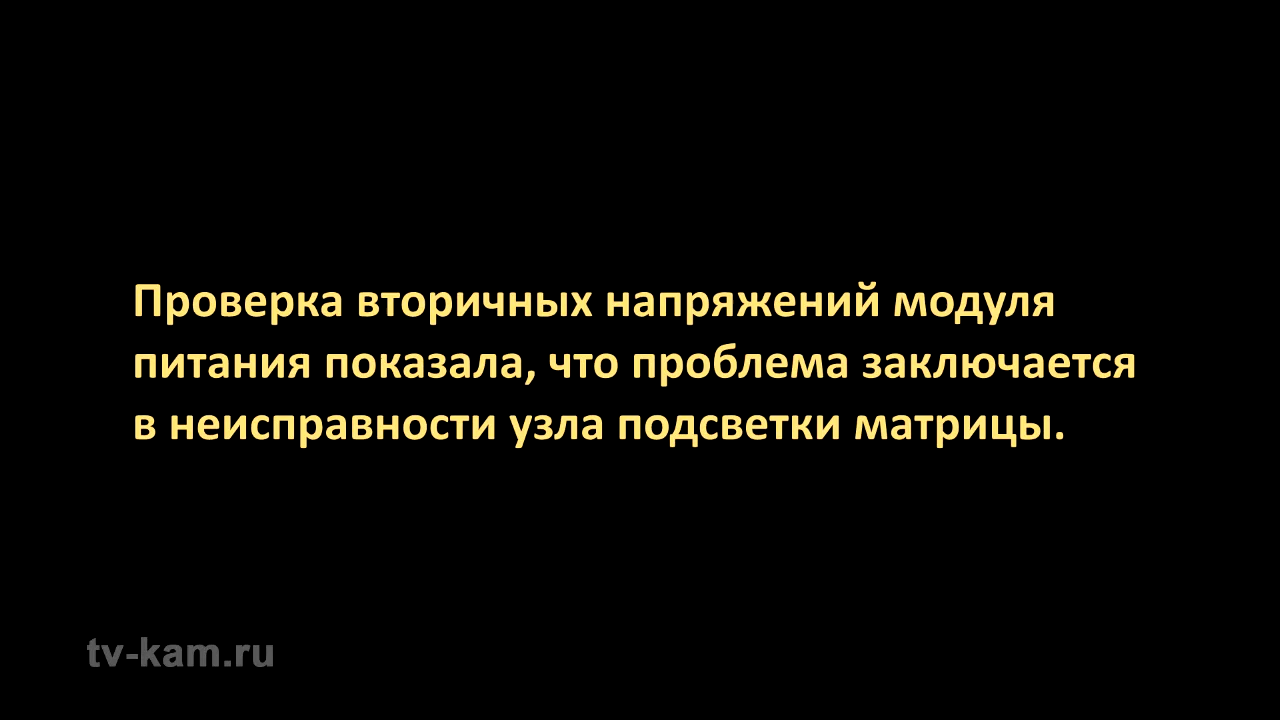 Проверка вторичных напряжений модуля
питания показала, что проблема заключается
в неисправности узла подсветки матрицы.
tv-kam.ru